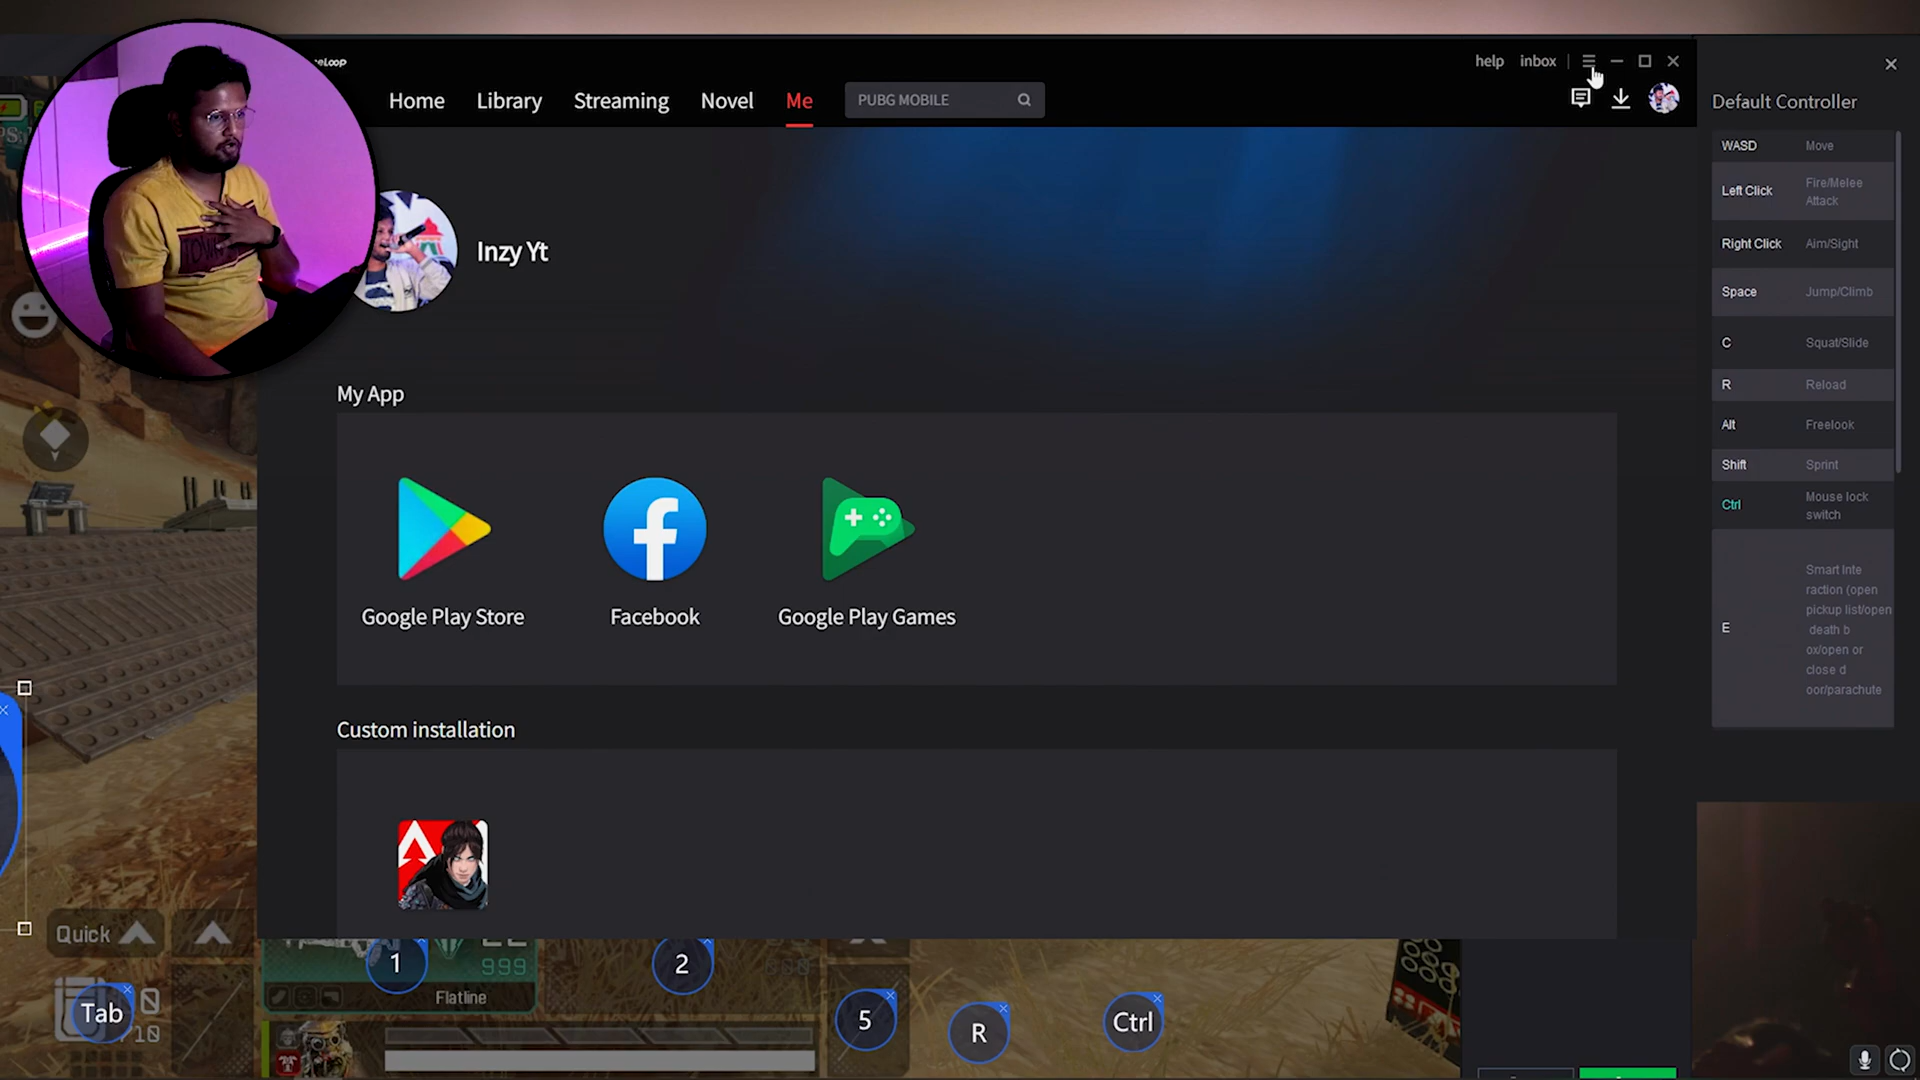 help
inbox
Home
Library
Streaming
Novel
Me
PUBG MOBILE
Inzy Yt
My App
Google Play Store
Facebook
Google Play Games
Custom installation
Default Controller
WASD Move
Left Click Fire/Melee
Attack
Right Click Aim/Sight
Space Jump/Climb
C Squat/Slide
R Reload
Alt Freelook
Shift Sprint
Ctrl Mouse lock
switch
E Smart Inte
raction (open
pickup list/open
death b
ox/open or
close d
oor/parachute
Quick
1
2
999
Flatline
Tab
0
/10
5
R
Ctrl